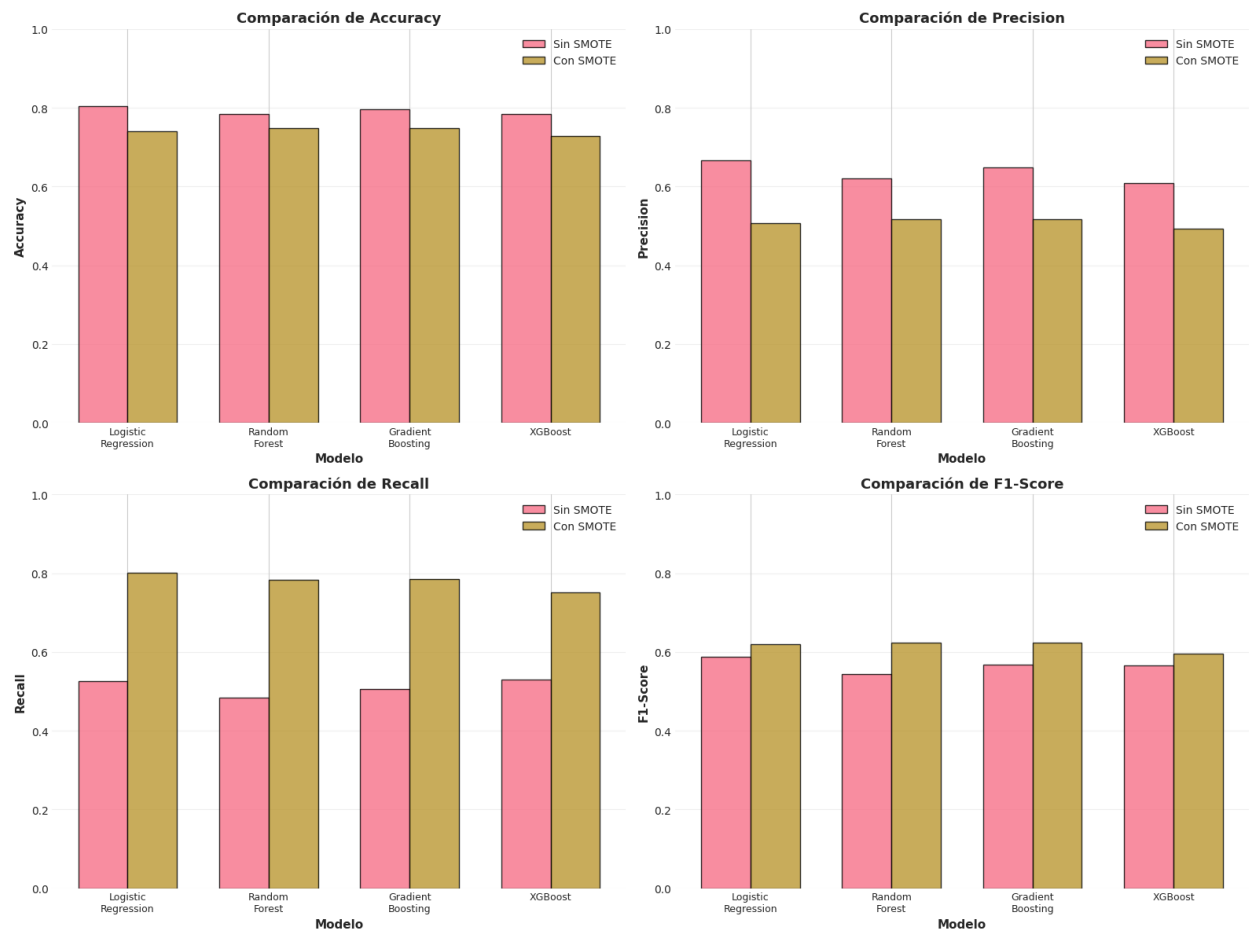 Comparación de Accuracy
1.0
0.8
0.6
0.4
0.2
0.0
Accuracy
Sin SMOTE
Con SMOTE
Logistic
Regression
Random
Forest
Gradient
Boosting
XGBoost
Modelo
Comparación de Precision
1.0
0.8
0.6
0.4
0.2
0.0
Precision
Sin SMOTE
Con SMOTE
Logistic
Regression
Random
Forest
Gradient
Boosting
XGBoost
Modelo
Comparación de Recall
1.0
0.8
0.6
0.4
0.2
0.0
Recall
Sin SMOTE
Con SMOTE
Logistic
Regression
Random
Forest
Gradient
Boosting
XGBoost
Modelo
Comparación de F1-Score
1.0
0.8
0.6
0.4
0.2
0.0
F1-Score
Sin SMOTE
Con SMOTE
Logistic
Regression
Random
Forest
Gradient
Boosting
XGBoost
Modelo